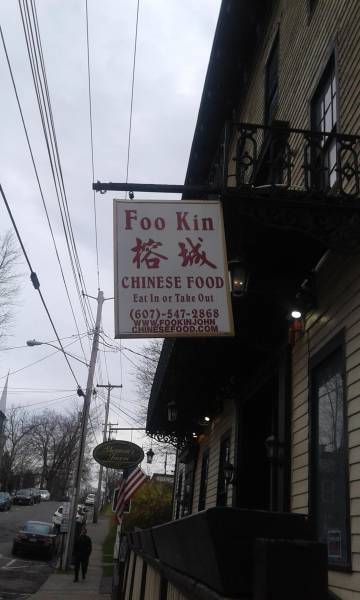 Foo Kin
榕城
CHINESE FOOD
Eat In or Take Out
(607)-547-2868
WWW.FOOKINJOHN
CHINESEFOOD.COM